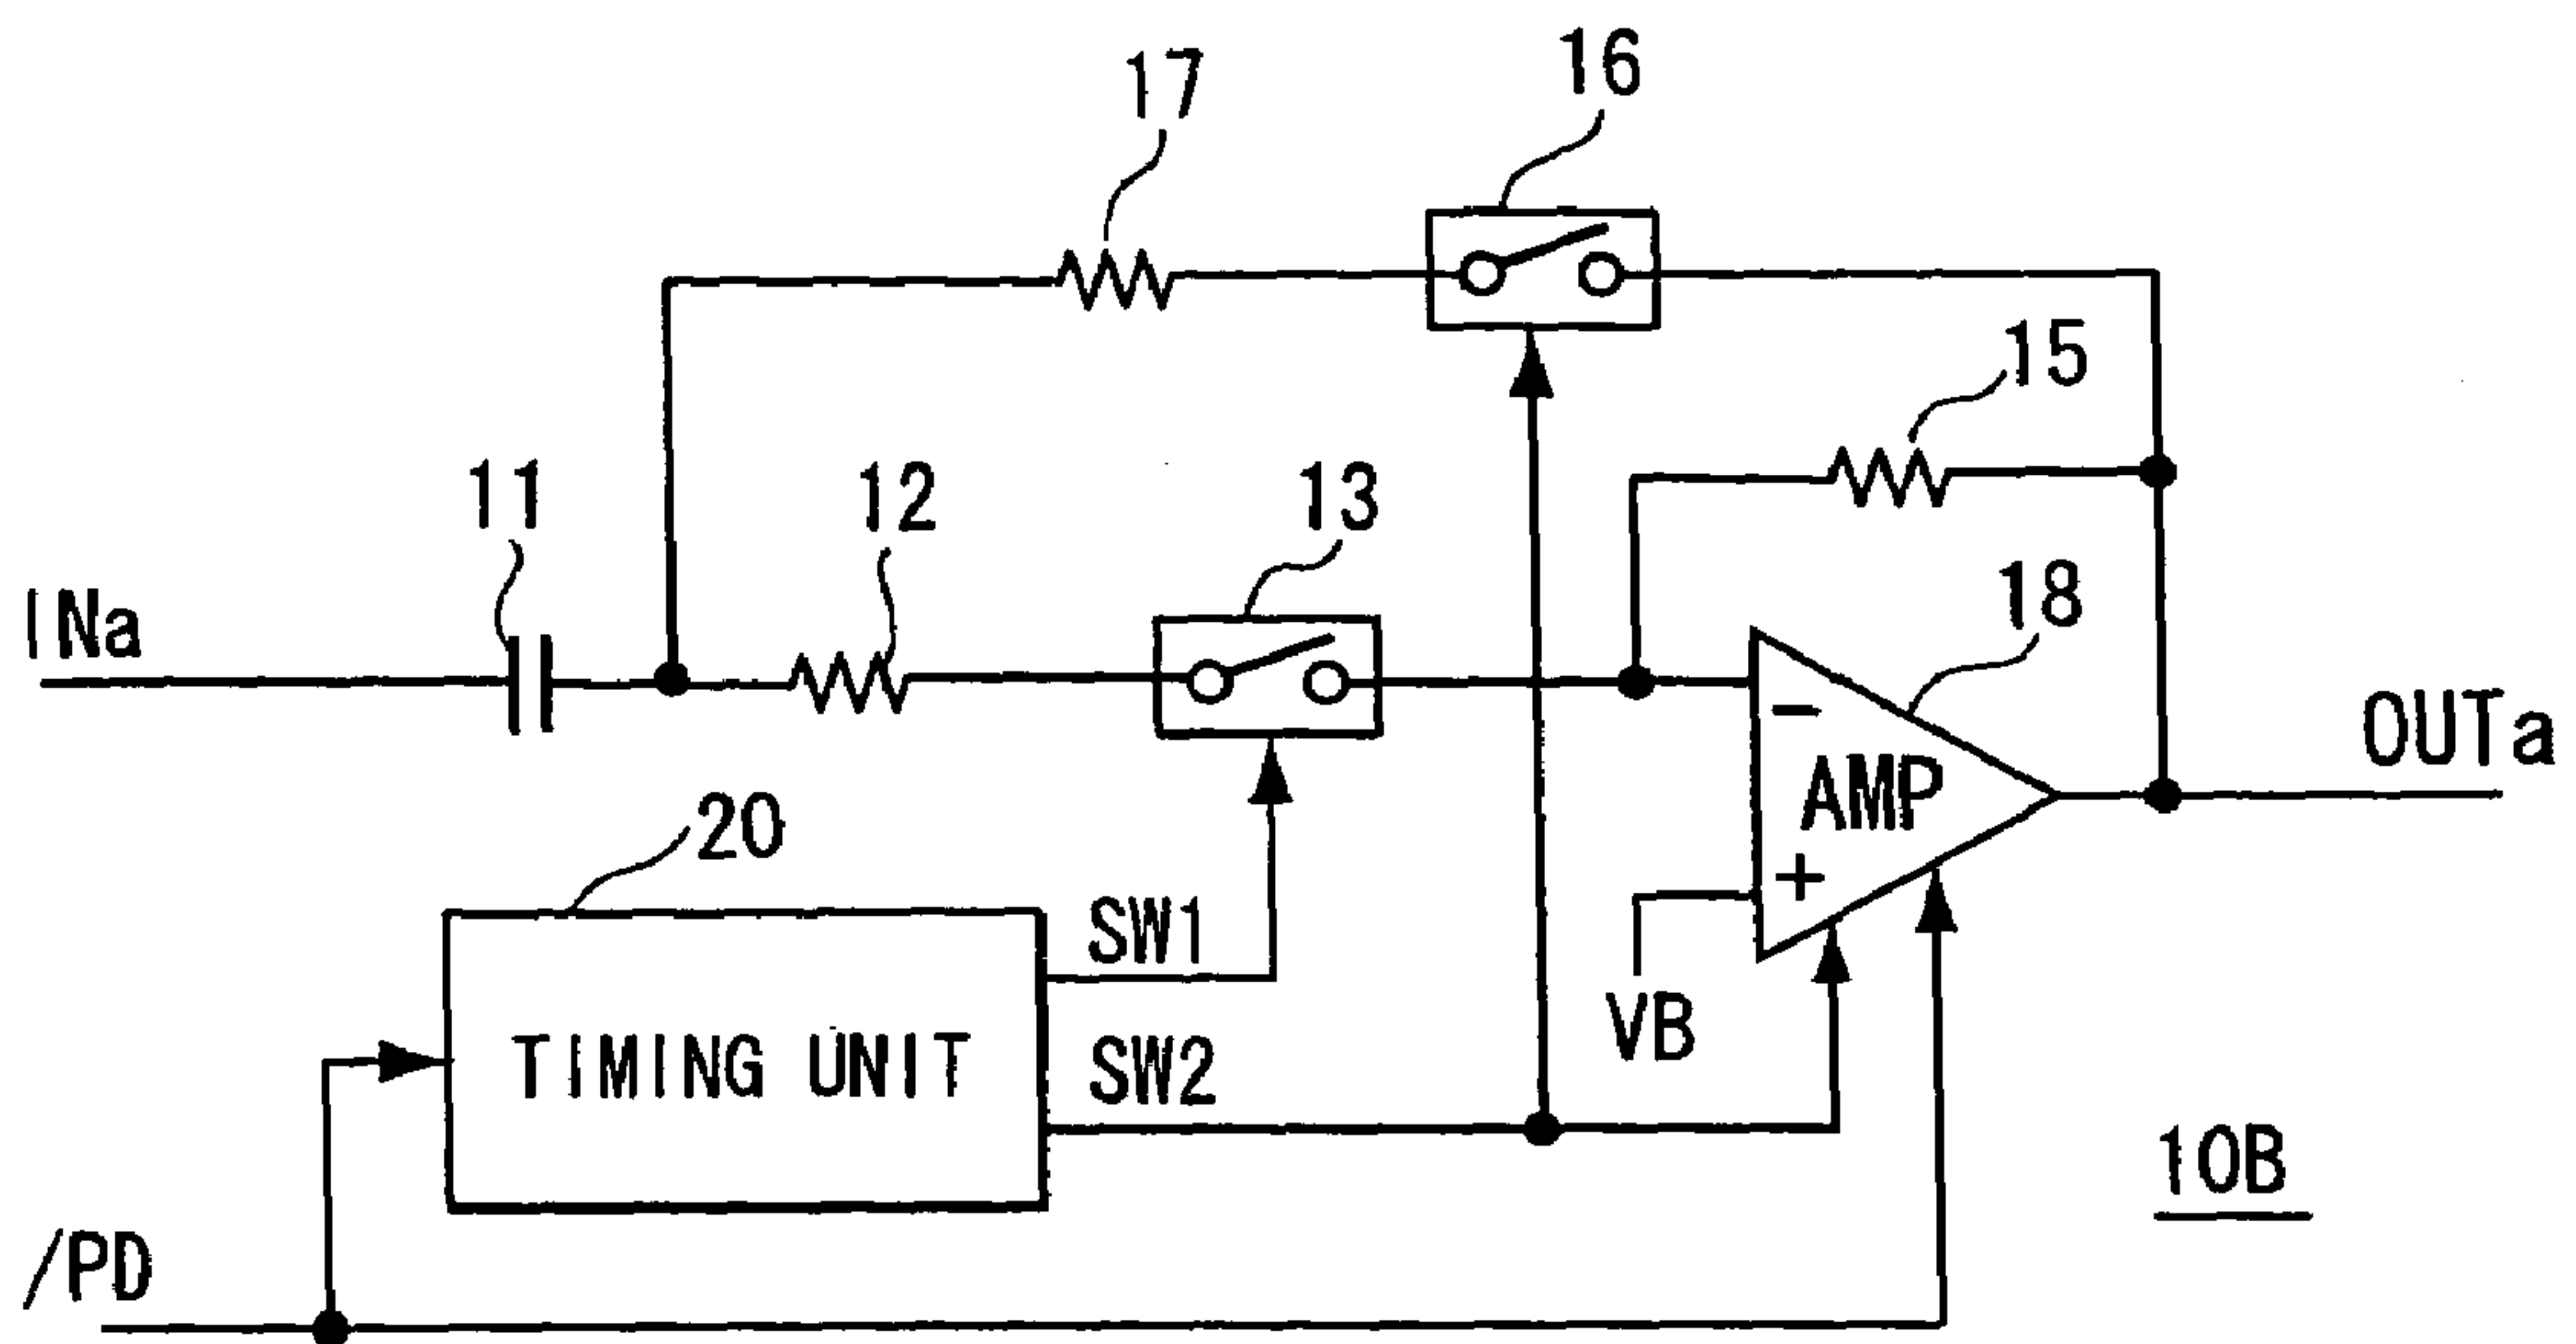 16
17
15
11
12
13
18
INa
OUTa
−
AMP
+
20
SW1
VB
TIMING UNIT
SW2
10B
/PD